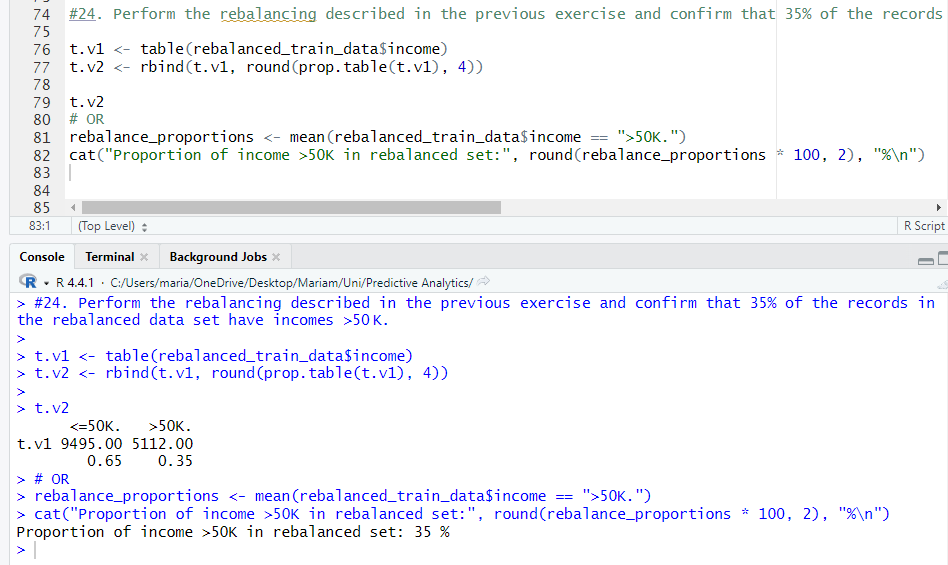 74 #24. Perform the rebalancing described in the previous exercise and confirm that 35% of the records
75
76 t.v1 <- table(rebalanced_train_data$income)
77 t.v2 <- rbind(t.v1, round(prop.table(t.v1), 4))
78
79 t.v2
80 # OR
81 rebalance_proportions <- mean(rebalanced_train_data$income == ">50K.")
82 cat("Proportion of income >50K in rebalanced set:", round(rebalance_proportions * 100, 2), "%\n")
83
84
85
83:1 (Top Level) R Script
Console Terminal Background Jobs
R 4.4.1 · C:/Users/maria/OneDrive/Desktop/Mariam/Uni/Predictive Analytics/
> #24. Perform the rebalancing described in the previous exercise and confirm that 35% of the records in
the rebalanced data set have incomes >50K.
>
> t.v1 <- table(rebalanced_train_data$income)
> t.v2 <- rbind(t.v1, round(prop.table(t.v1), 4))
>
> t.v2
<=50K. >50K.
t.v1 9495.00 5112.00
0.65 0.35
> # OR
> rebalance_proportions <- mean(rebalanced_train_data$income == ">50K.")
> cat("Proportion of income >50K in rebalanced set:", round(rebalance_proportions * 100, 2), "%\n")
Proportion of income >50K in rebalanced set: 35 %
>